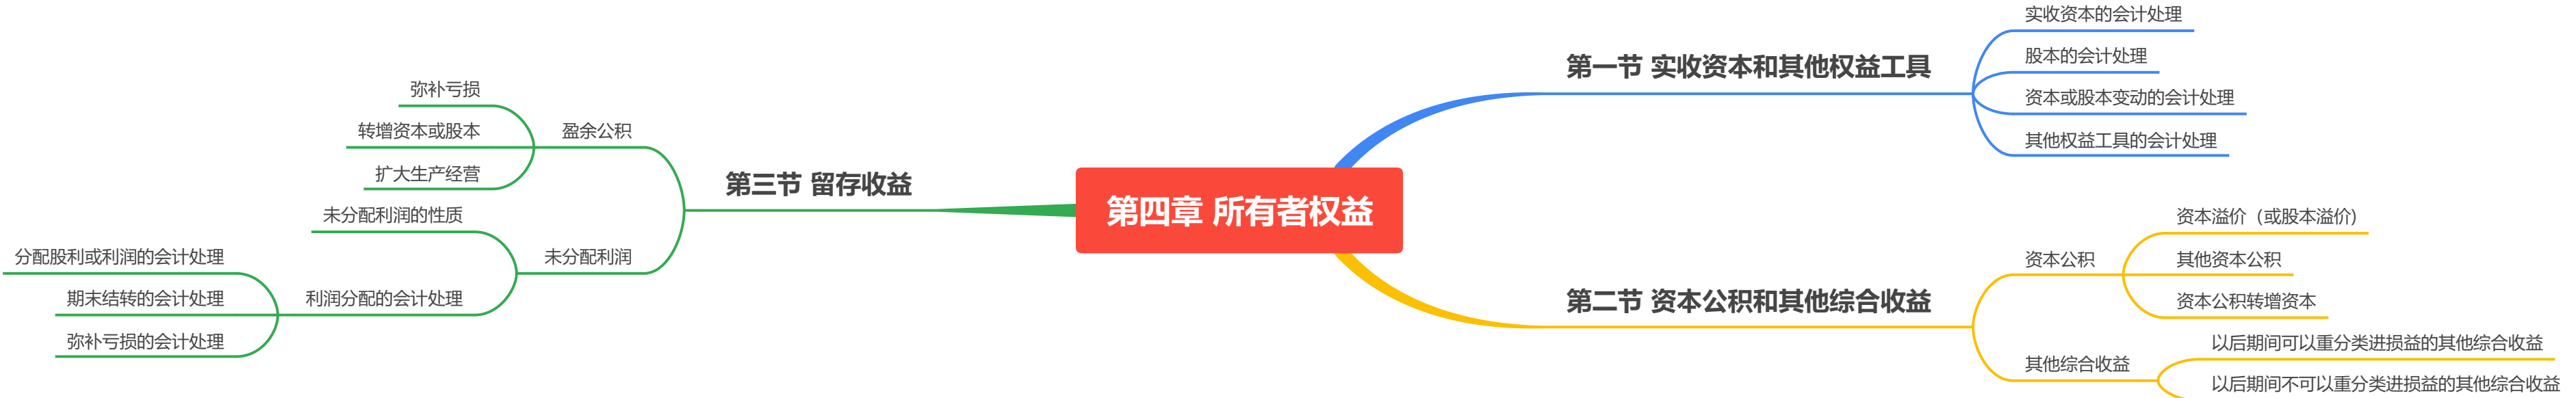 第四章 所有者权益
第一节 实收资本和其他权益工具
实收资本的会计处理
股本的会计处理
资本或股本变动的会计处理
其他权益工具的会计处理
第二节 资本公积和其他综合收益
资本公积
资本溢价（或股本溢价)
其他资本公积
资本公积转增资本
其他综合收益
以后期间可以重分类进损益的其他综合收益
以后期间不可以重分类进损益的其他综合收益
第三节 留存收益
盈余公积
弥补亏损
转增资本或股本
扩大生产经营
未分配利润
未分配利润的性质
利润分配的会计处理
分配股利或利润的会计处理
期末结转的会计处理
弥补亏损的会计处理